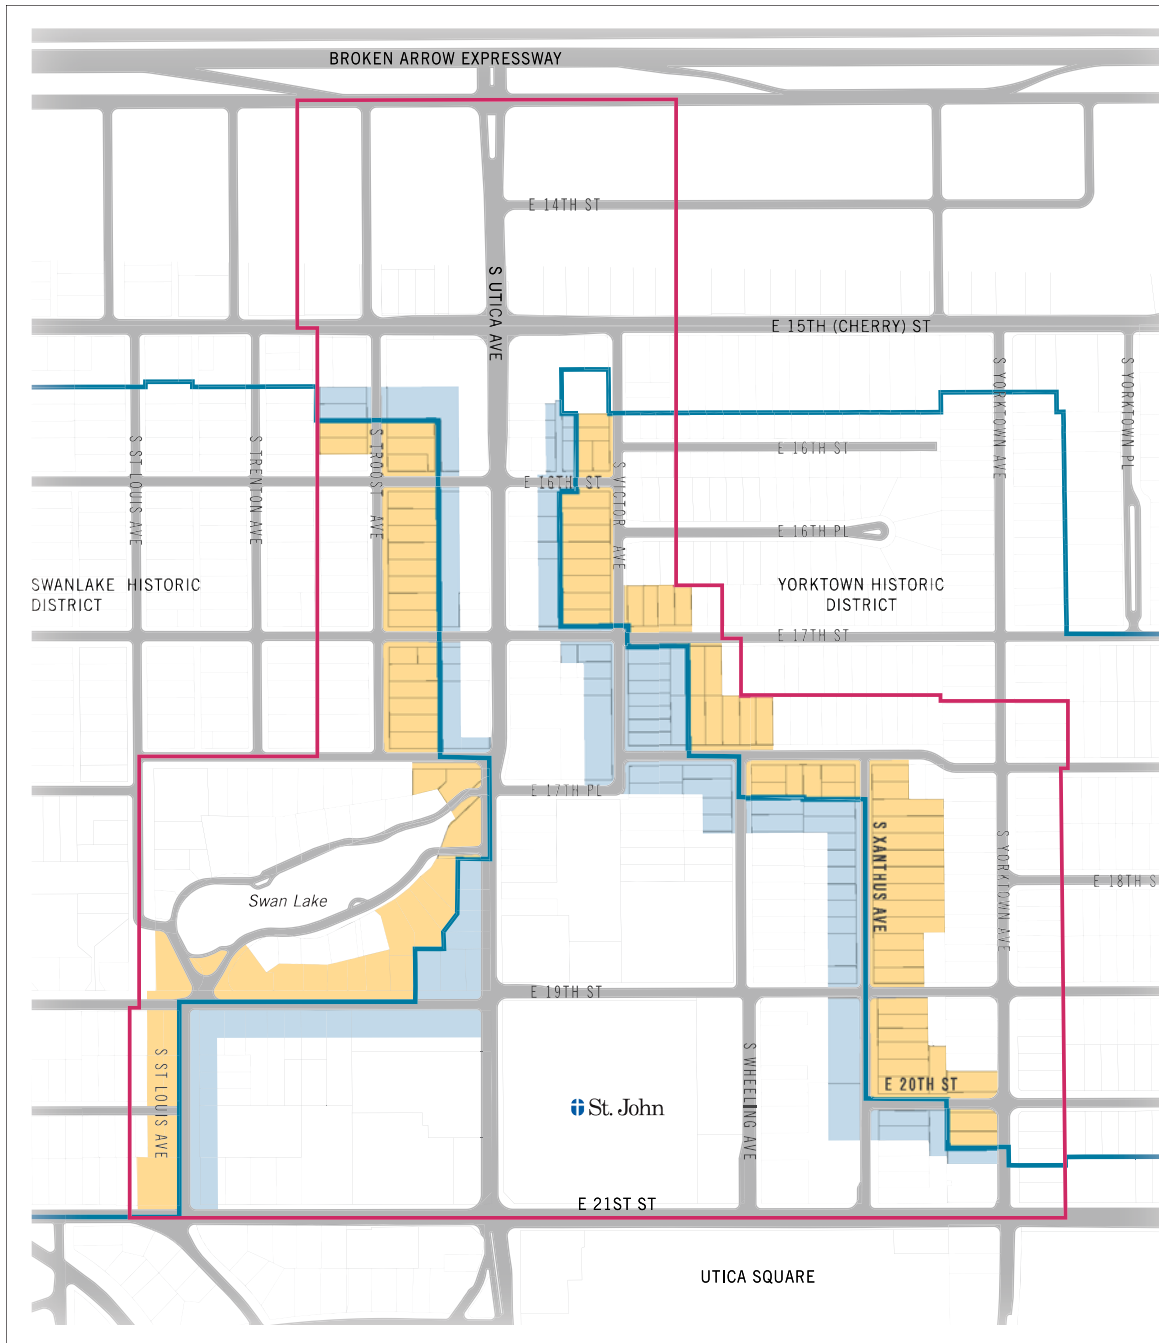 BROKEN ARROW EXPRESSWAY
E 14TH ST
S UTICA AVE
E 15TH (CHERRY) ST
S YORKTOWN AVE
S YORKTOWN PL
S ST LOUIS AVE
S TRENTON AVE
S TROOST AVE
E 16TH ST
S VICTOR AVE
E 16TH ST
E 16TH PL
SWANLAKE HISTORIC
DISTRICT
YORKTOWN HISTORIC
DISTRICT
E 17TH ST
E 17TH PL
S XANTHUS AVE
S YORKTOWN AVE
E 18TH S
Swan Lake
E 19TH ST
S ST LOUIS AVE
S WHEELING AVE
E 20TH ST
St. John
E 21ST ST
UTICA SQUARE